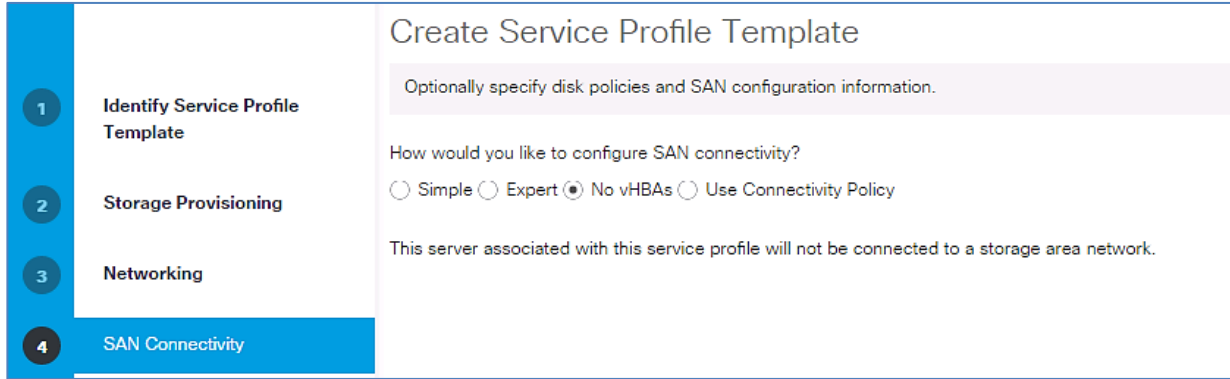 Create Service Profile Template
Optionally specify disk policies and SAN configuration information.
1
Identify Service Profile
Template
How would you like to configure SAN connectivity?
Simple Expert No vHBAs Use Connectivity Policy
2
Storage Provisioning
This server associated with this service profile will not be connected to a storage area network.
3
Networking
4
SAN Connectivity